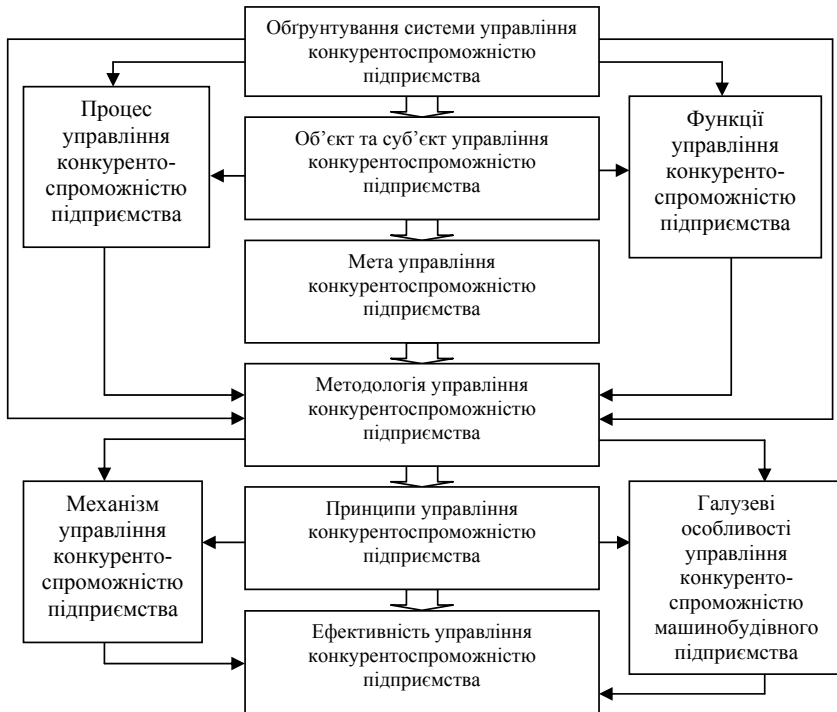 Обґрунтування системи управління
конкурентоспроможністю
підприємства
Процес
управління
конкуренто-
спроможністю
підприємства
Об’єкт та суб’єкт управління
конкурентоспроможністю
підприємства
Функції
управління
конкуренто-
спроможністю
підприємства
Мета управління
конкурентоспроможністю
підприємства
Методологія управління
конкурентоспроможністю
підприємства
Механізм
управління
конкуренто-
спроможністю
підприємства
Принципи управління
конкурентоспроможністю
підприємства
Галузеві
особливості
управління
конкуренто-
спроможністю
машинобудівного
підприємства
Ефективність управління
конкурентоспроможністю
підприємства